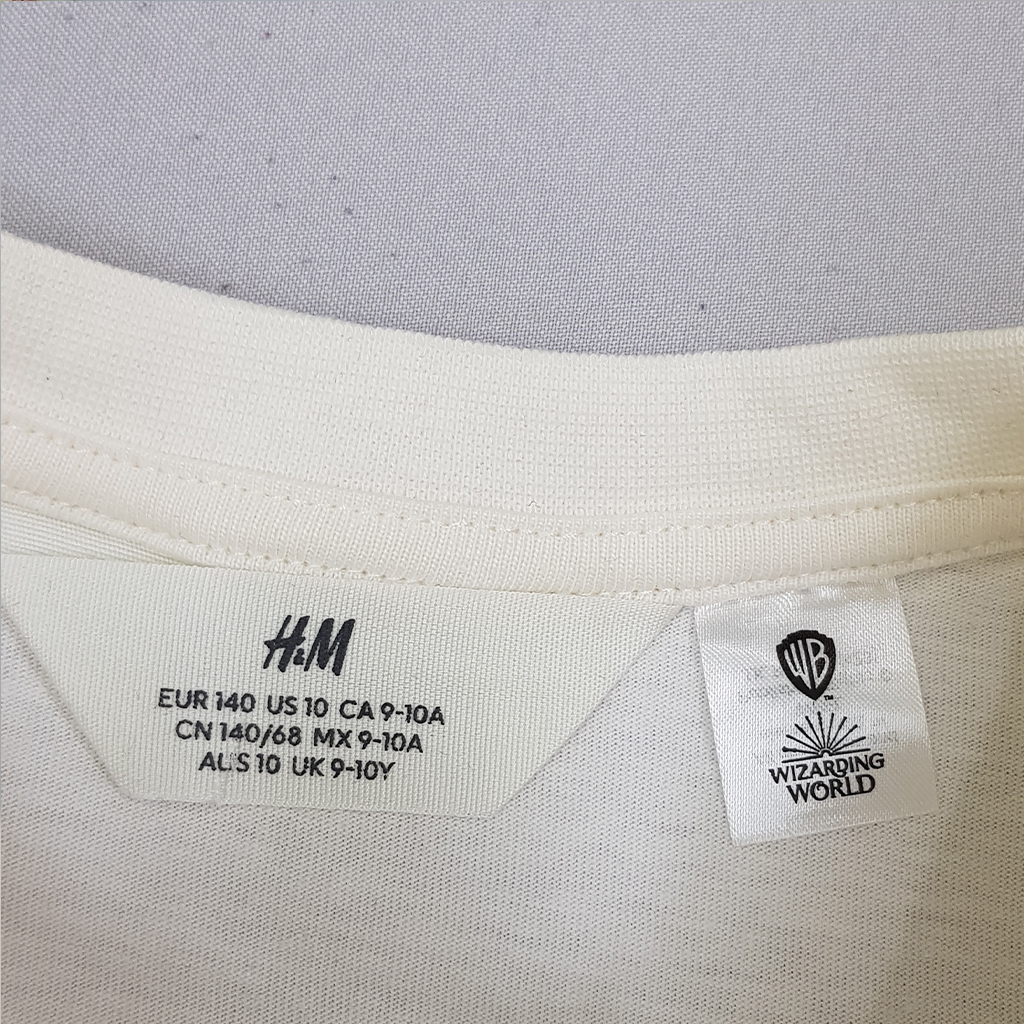 H&M
EUR 140 US 10 CA 9-10A
CN 140/68 MX 9-10A
AUS 10 UK 9-10Y
WB
™
WIZARDING
WORLD